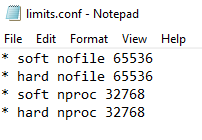 limits.conf - Notepad
File Edit Format View Help
* soft nofile 65536
* hard nofile 65536
* soft nproc 32768
* hard nproc 32768